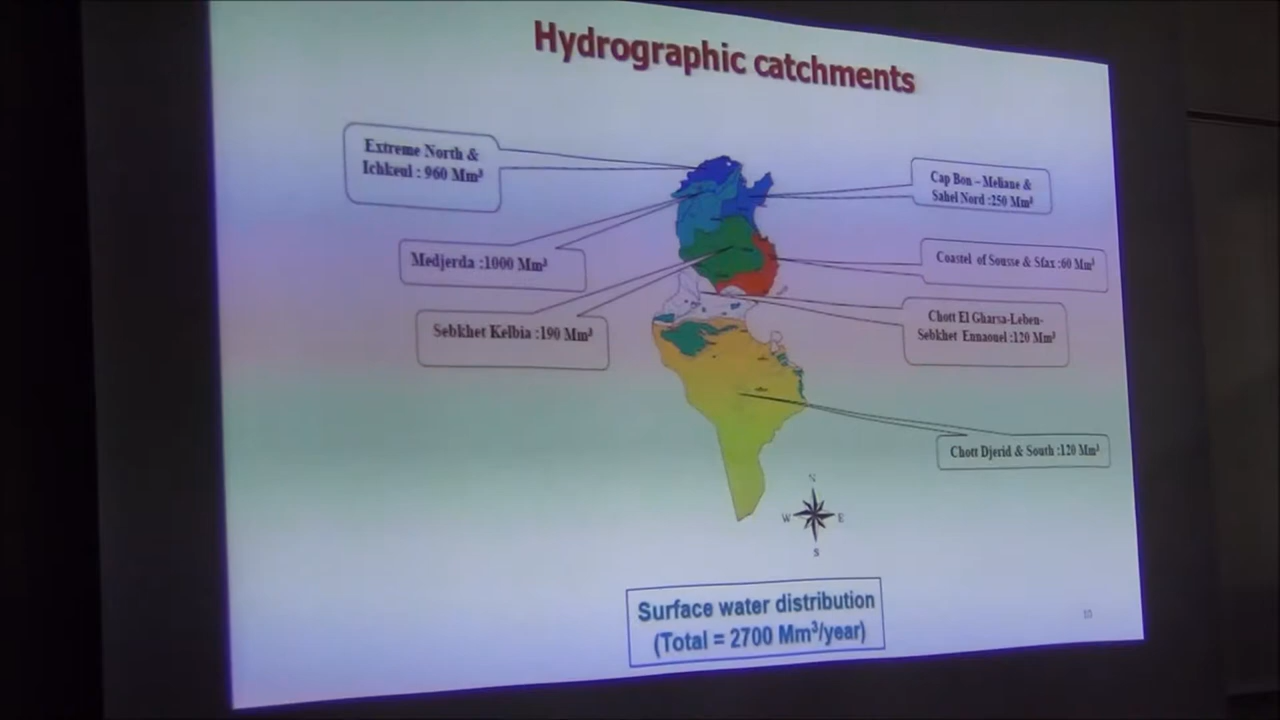 Hydrographic catchments
Extreme North &
Ichkeul : 960 Mm³
Cap Bon – Meliane &
Sahel Nord :250 Mm³
Medjerda :1000 Mm³
Coastel of Sousse & Sfax :60 Mm³
Sebkhet Kelbia :190 Mm³
Chott El Gharsa-Leben-
Sebkhet Ennaouel :120 Mm³
Chott Djerid & South :120 Mm³
N
W
E
S
Surface water distribution
(Total = 2700 Mm³/year)